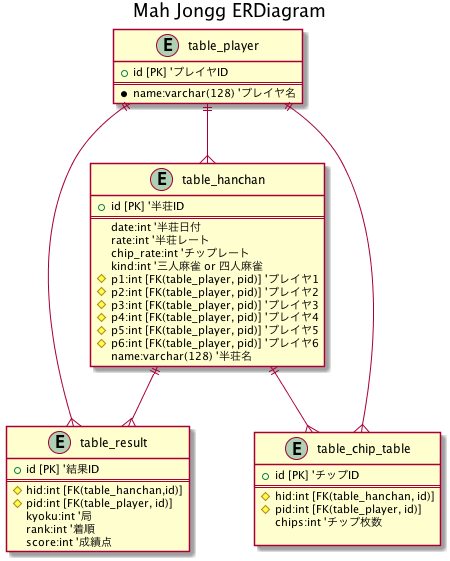 Mah Jongg ERDiagram
E table_player
id [PK] 'プレイヤID
name:varchar(128) 'プレイヤ名
E table_hanchan
id [PK] '半荘ID
date:int '半荘日付
rate:int '半荘レート
chip_rate:int 'チップレート
kind:int '三人麻雀 or 四人麻雀
p1:int [FK(table_player, pid)] 'プレイヤ1
p2:int [FK(table_player, pid)] 'プレイヤ2
p3:int [FK(table_player, pid)] 'プレイヤ3
p4:int [FK(table_player, pid)] 'プレイヤ4
p5:int [FK(table_player, pid)] 'プレイヤ5
p6:int [FK(table_player, pid)] 'プレイヤ6
name:varchar(128) '半荘名
E table_result
id [PK] '結果ID
hid:int [FK(table_hanchan,id)]
pid:int [FK(table_player, id)]
kyoku:int '局
rank:int '着順
score:int '成績点
E table_chip_table
id [PK] 'チップID
hid:int [FK(table_hanchan, id)]
pid:int [FK(table_player, id)]
chips:int 'チップ枚数